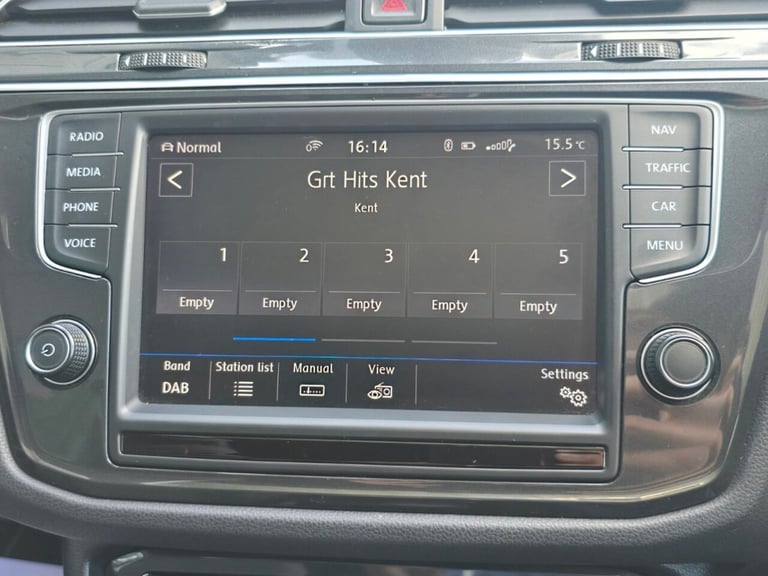 RADIO
MEDIA
PHONE
VOICE
Normal 16:14 15.5°C
< >
Grt Hits Kent
Kent
1 2 3 4 5
Empty Empty Empty Empty Empty
Band Station list Manual View Settings
DAB
NAV
TRAFFIC
CAR
MENU